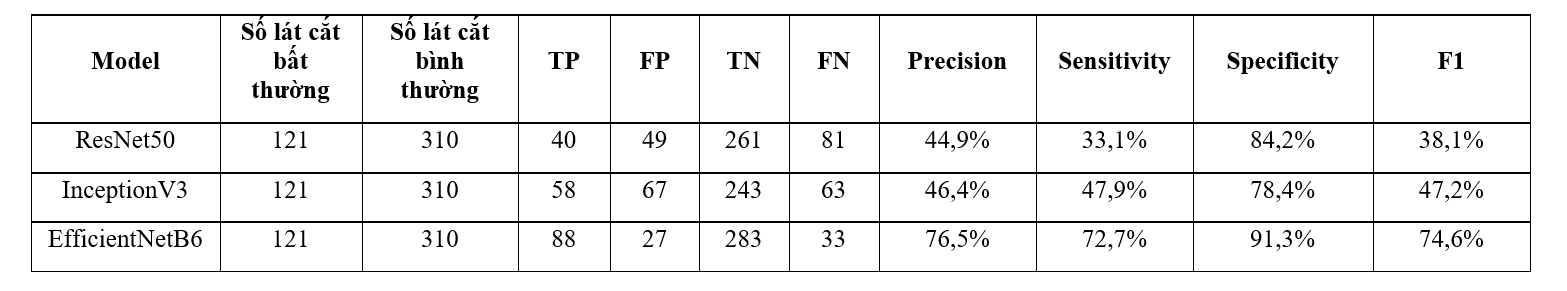 Model Số lát cắt bất thường Số lát cắt bình thường TP FP TN FN Precision Sensitivity Specificity F1
ResNet50 121 310 40 49 261 81 44,9% 33,1% 84,2% 38,1%
InceptionV3 121 310 58 67 243 63 46,4% 47,9% 78,4% 47,2%
EfficientNetB6 121 310 88 27 283 33 76,5% 72,7% 91,3% 74,6%